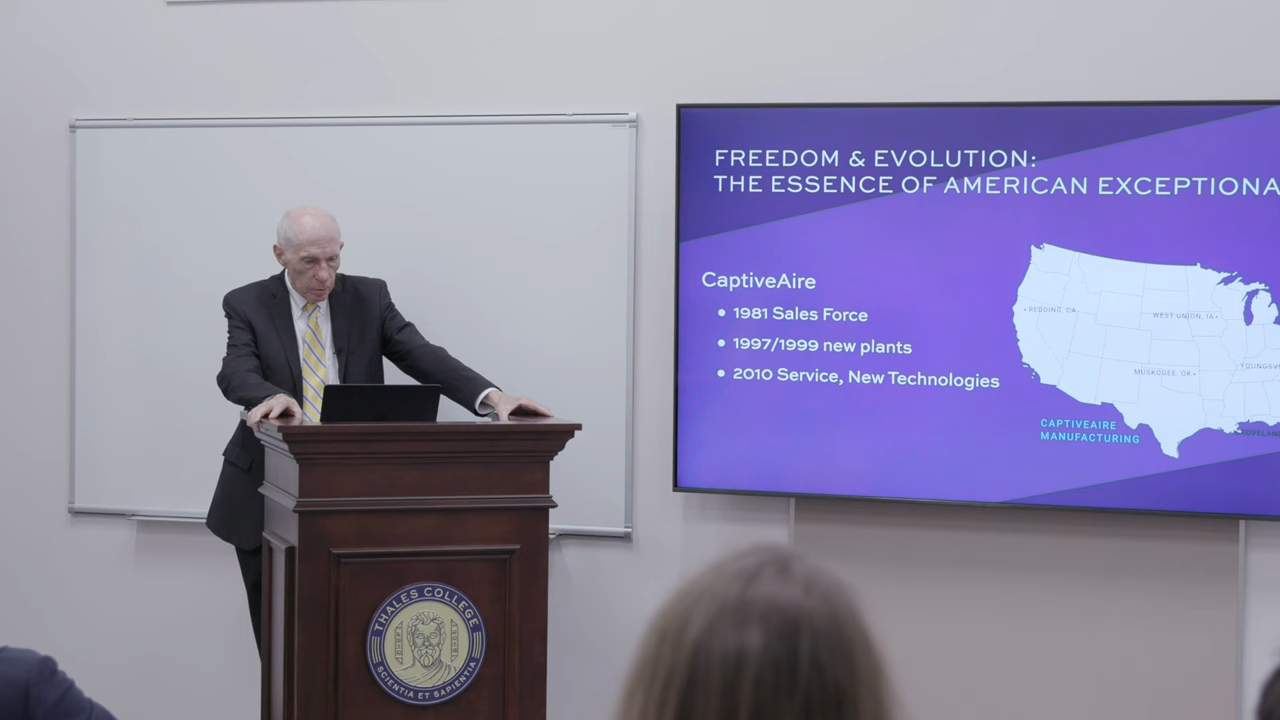 FREEDOM & EVOLUTION:
THE ESSENCE OF AMERICAN EXCEPTIONA
CaptiveAire
• 1981 Sales Force
• 1997/1999 new plants
• 2010 Service, New Technologies
REDDING, CA
WEST UNION, IA
YOUNGSV
MUSKOGEE, OK
CAPTIVEAIRE
MANUFACTURING
THALES COLLEGE
SCIENTIA ET SAPIENTIA